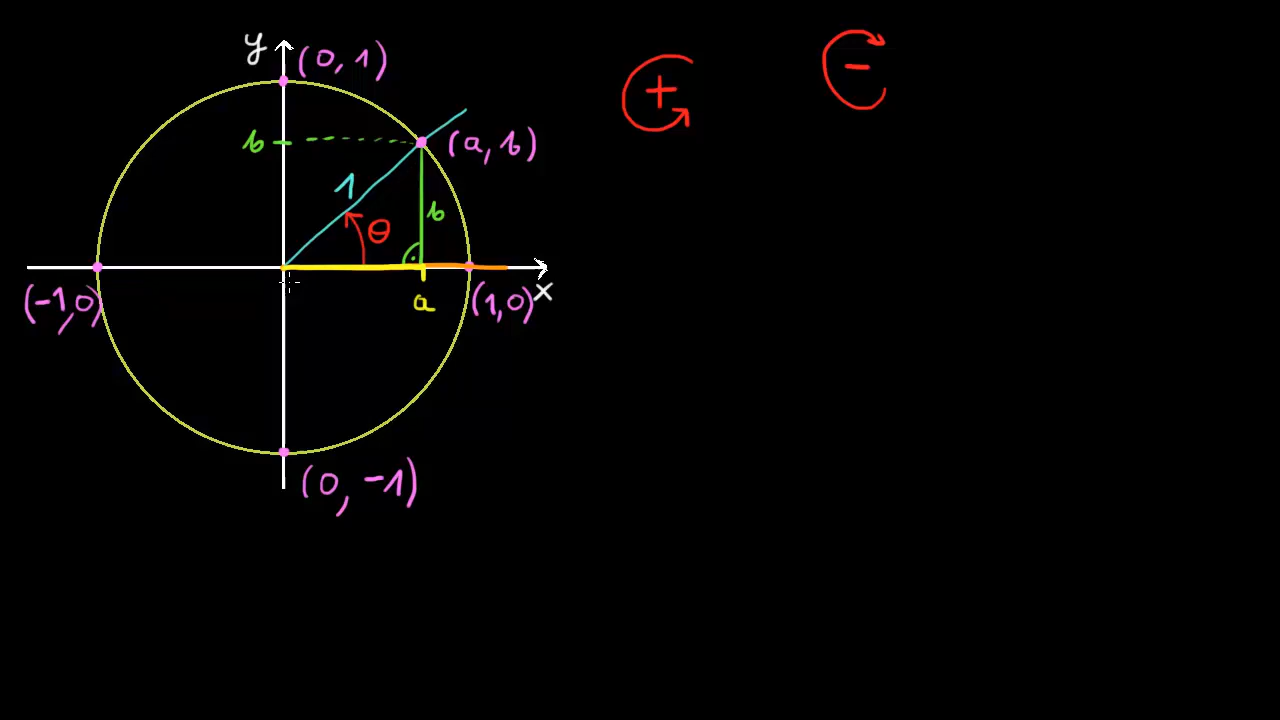 y
(0, 1)
+
-
b
(a, b)
1
b
θ
(-1, 0)
a
(1, 0)
x
(0, -1)